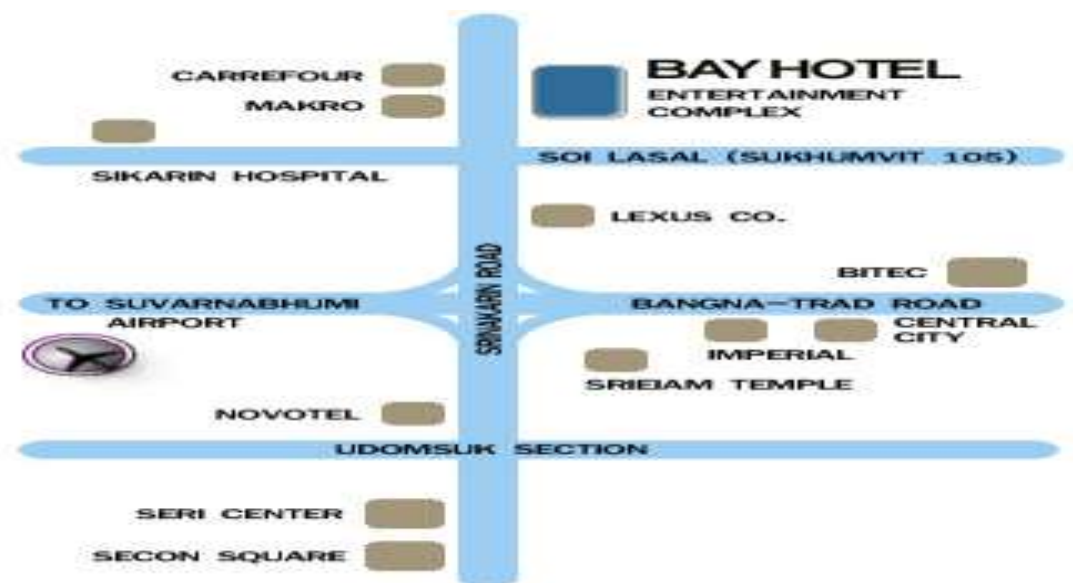 CARREFOUR
BAY HOTEL
ENTERTAINMENT
COMPLEX
MAKRO
SOI LASAL (SUKHUMVIT 105)
SIKARIN HOSPITAL
LEXUS CO.
SRINAKARIN ROAD
BITEC
TO SUVARNABHUMI
AIRPORT
BANGNA-TRAD ROAD
CENTRAL
CITY
IMPERIAL
SRIEIAM TEMPLE
NOVOTEL
UDOMSUK SECTION
SERI CENTER
SECON SQUARE